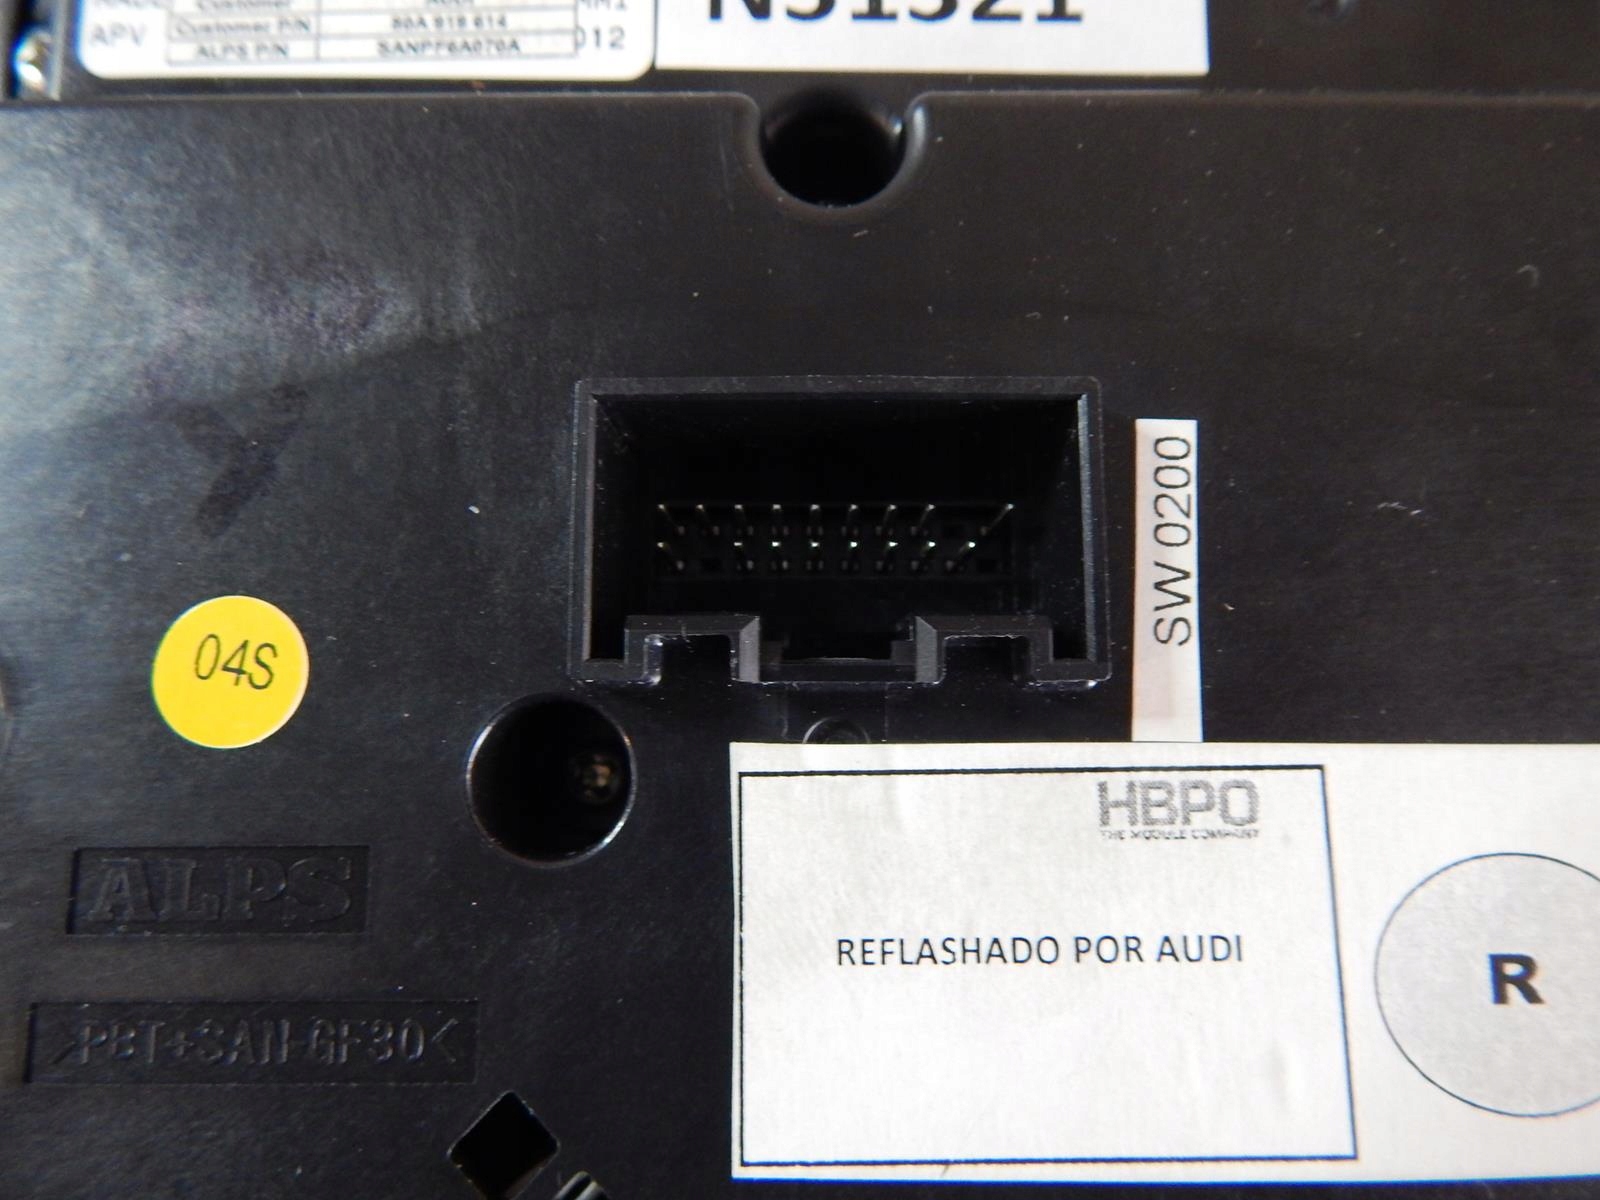 Customer
APV
Customer P/N 80A 919 614
ALPS P/N SANPF6A070A
012
SW 0200
04S
HBPO
THE MODULE COMPANY
ALPS
REFLASHADO POR AUDI
R
>PBT+SAN-GF30<